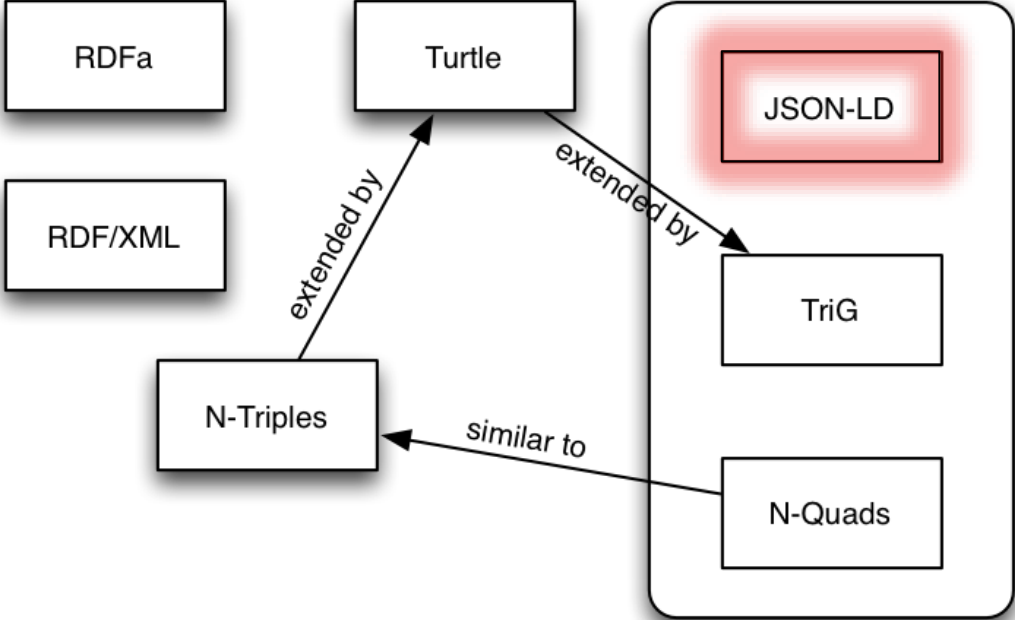 RDFa
Turtle
JSON-LD
extended by
extended by
RDF/XML
TriG
N-Triples
similar to
N-Quads